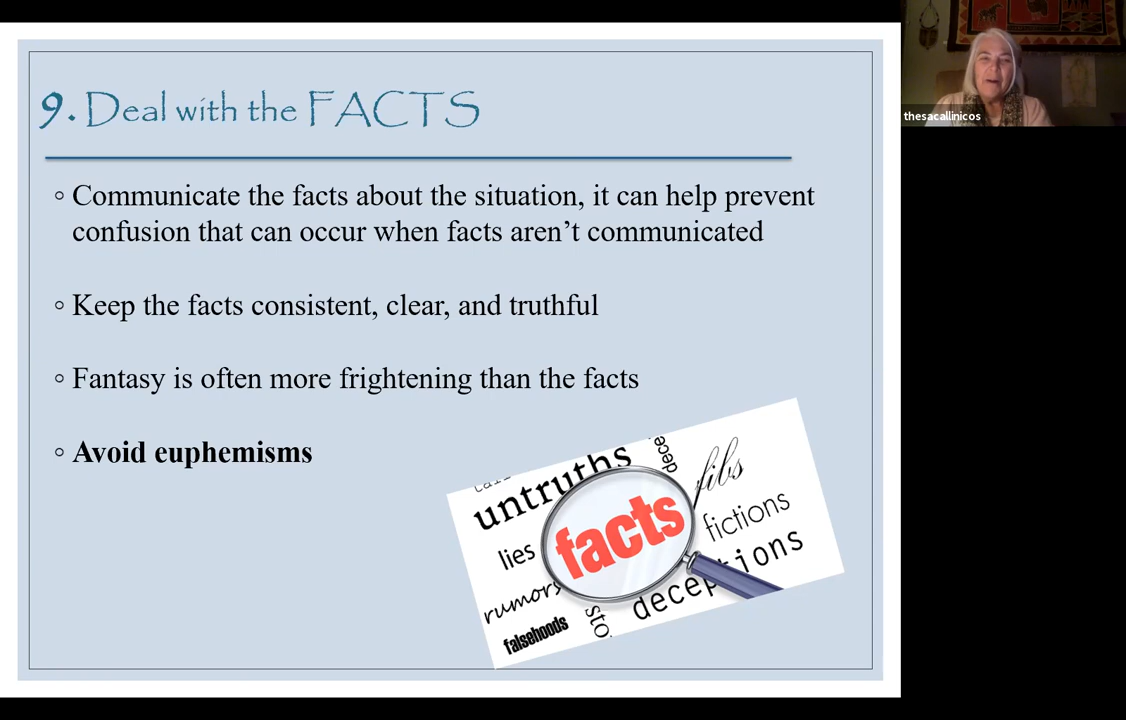 9. Deal with the FACTS
◦ Communicate the facts about the situation, it can help prevent
confusion that can occur when facts aren’t communicated
◦ Keep the facts consistent, clear, and truthful
◦ Fantasy is often more frightening than the facts
◦ Avoid euphemisms
untruths
dece
fibs
facts
fictions
lies
deceptions
rumors
sto
falsehoods
thesacallinicos